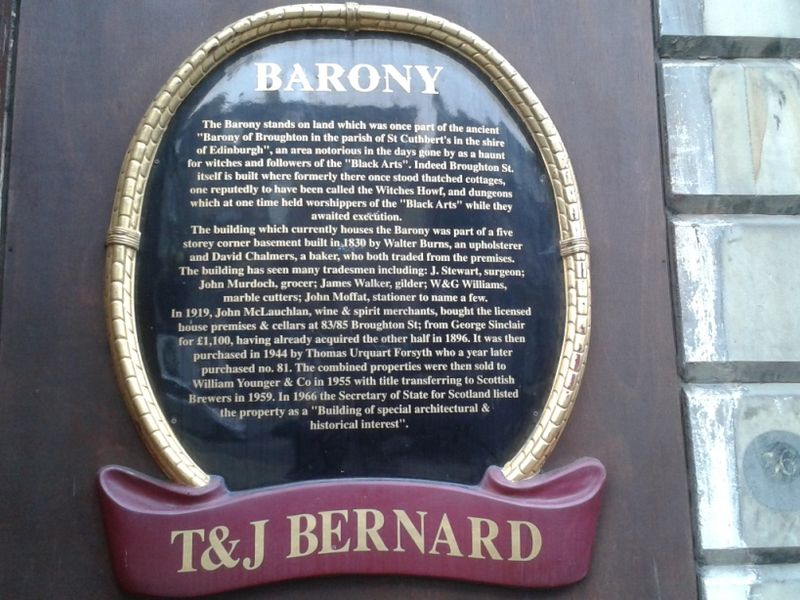 BARONY
The Barony stands on land which was once part of the ancient
"Barony of Broughton in the parish of St Cuthbert's in the shire
of Edinburgh", an area notorious in the days gone by as a haunt
for witches and followers of the "Black Arts". Indeed Broughton St.
itself is built where formerly there once stood thatched cottages,
one reputedly to have been called the Witches Howf, and dungeons
which at one time held worshippers of the "Black Arts" while they
awaited execution.
The building which currently houses the Barony was part of a five
storey corner basement built in 1830 by Walter Burns, an upholsterer
and David Chalmers, a baker, who both traded from the premises.
The building has seen many tradesmen including: J. Stewart, surgeon;
John Murdoch, grocer; James Walker, gilder; W&G Williams,
marble cutters; John Moffat, stationer to name a few.
In 1919, John McLauchlan, wine & spirit merchants, bought the licensed
house premises & cellars at 83/85 Broughton St; from George Sinclair
for £1,100, having already acquired the other half in 1896. It was then
purchased in 1944 by Thomas Urquart Forsyth who a year later
purchased no. 81. The combined properties were then sold to
William Younger & Co in 1955 with title transferring to Scottish
Brewers in 1959. In 1966 the Secretary of State for Scotland listed
the property as a "Building of special architectural &
historical interest".
T&J BERNARD